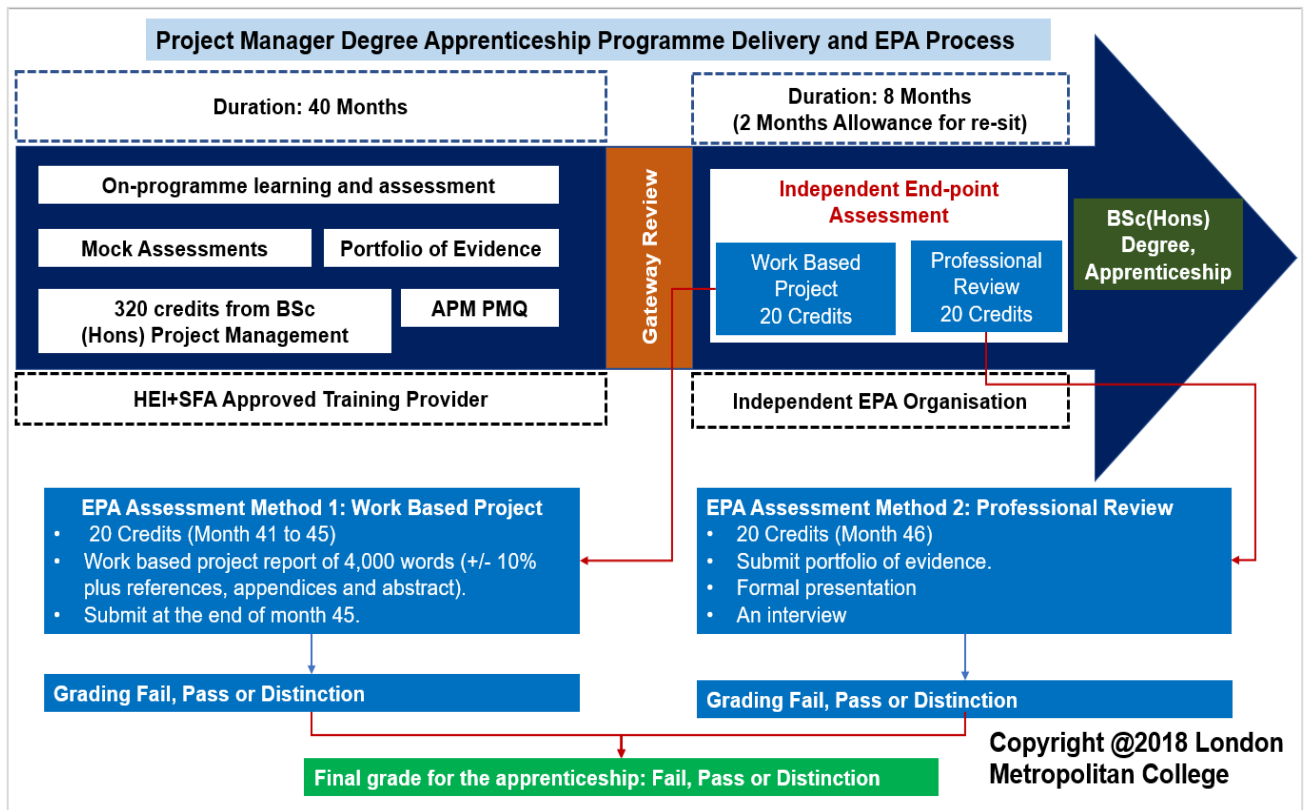 Project Manager Degree Apprenticeship Programme Delivery and EPA Process
Duration: 40 Months
Duration: 8 Months
(2 Months Allowance for re-sit)
On-programme learning and assessment
Mock Assessments
Portfolio of Evidence
320 credits from BSc
(Hons) Project Management
APM PMQ
Gateway Review
Independent End-point
Assessment
Work Based
Project
20 Credits
Professional
Review
20 Credits
BSc(Hons)
Degree,
Apprenticeship
HEI+SFA Approved Training Provider
Independent EPA Organisation
EPA Assessment Method 1: Work Based Project
• 20 Credits (Month 41 to 45)
• Work based project report of 4,000 words (+/- 10%
plus references, appendices and abstract).
• Submit at the end of month 45.
EPA Assessment Method 2: Professional Review
• 20 Credits (Month 46)
• Submit portfolio of evidence.
• Formal presentation
• An interview
Grading Fail, Pass or Distinction
Grading Fail, Pass or Distinction
Final grade for the apprenticeship: Fail, Pass or Distinction
Copyright @2018 London
Metropolitan College